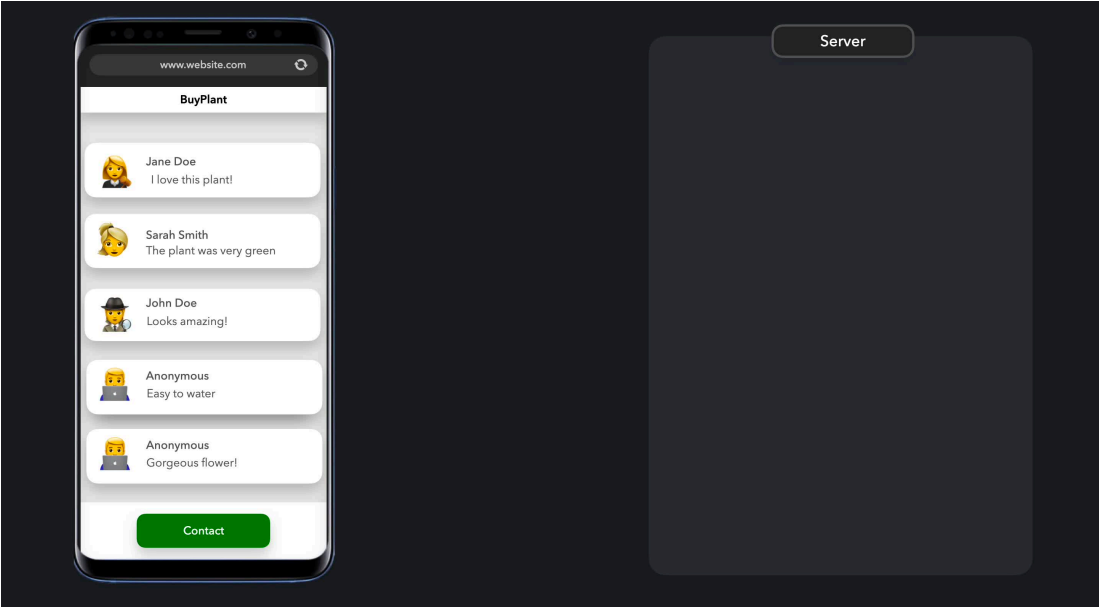 www.website.com
BuyPlant
Jane Doe
I love this plant!
Sarah Smith
The plant was very green
John Doe
Looks amazing!
Anonymous
Easy to water
Anonymous
Gorgeous flower!
Contact
Server